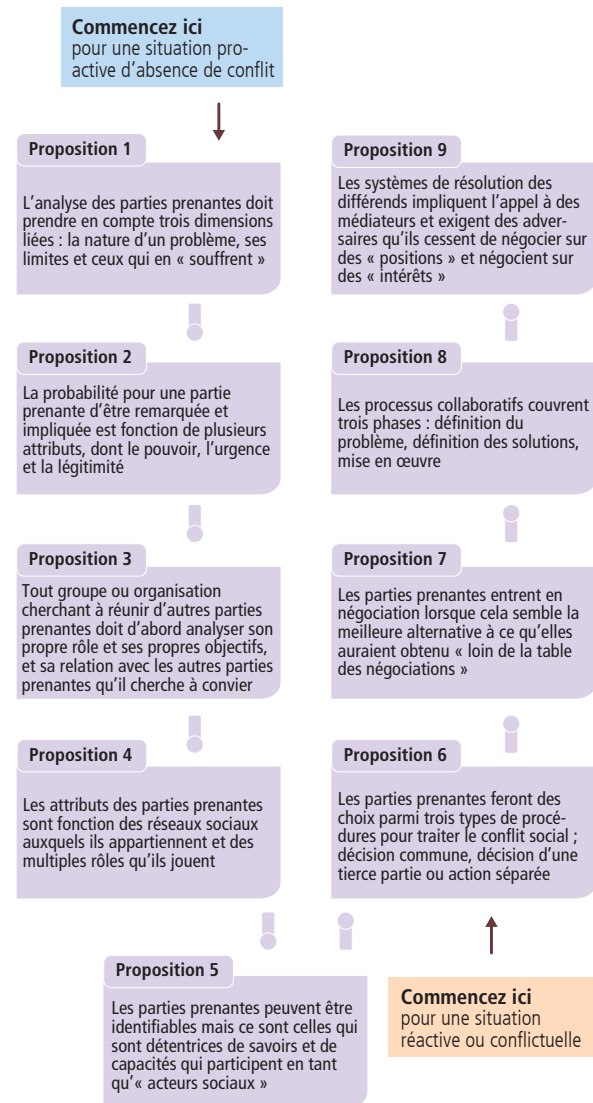 Commencez ici
pour une situation pro-
active d’absence de conflit
Proposition 1
L’analyse des parties prenantes doit
prendre en compte trois dimensions
liées : la nature d’un problème, ses
limites et ceux qui en « souffrent »
Proposition 2
La probabilité pour une partie
prenante d’être remarquée et
impliquée est fonction de plusieurs
attributs, dont le pouvoir, l’urgence
et la légitimité
Proposition 3
Tout groupe ou organisation
cherchant à réunir d’autres parties
prenantes doit d’abord analyser son
propre rôle et ses propres objectifs,
et sa relation avec les autres parties
prenantes qu’il cherche à convier
Proposition 4
Les attributs des parties prenantes
sont fonction des réseaux sociaux
auxquels ils appartiennent et des
multiples rôles qu’ils jouent
Proposition 5
Les parties prenantes peuvent être
identifiables mais ce sont celles qui
sont détentrices de savoirs et de
capacités qui participent en tant
qu’« acteurs sociaux »
Proposition 9
Les systèmes de résolution des
différends impliquent l’appel à des
médiateurs et exigent des adver-
saires qu’ils cessent de négocier sur
des « positions » et négocient sur
des « intérêts »
Proposition 8
Les processus collaboratifs couvrent
trois phases : définition du
problème, définition des solutions,
mise en œuvre
Proposition 7
Les parties prenantes entrent en
négociation lorsque cela semble la
meilleure alternative à ce qu’elles
auraient obtenu « loin de la table
des négociations »
Proposition 6
Les parties prenantes feront des
choix parmi trois types de procé-
dures pour traiter le conflit social ;
décision commune, décision d’une
tierce partie ou action séparée
Commencez ici
pour une situation
réactive ou conflictuelle